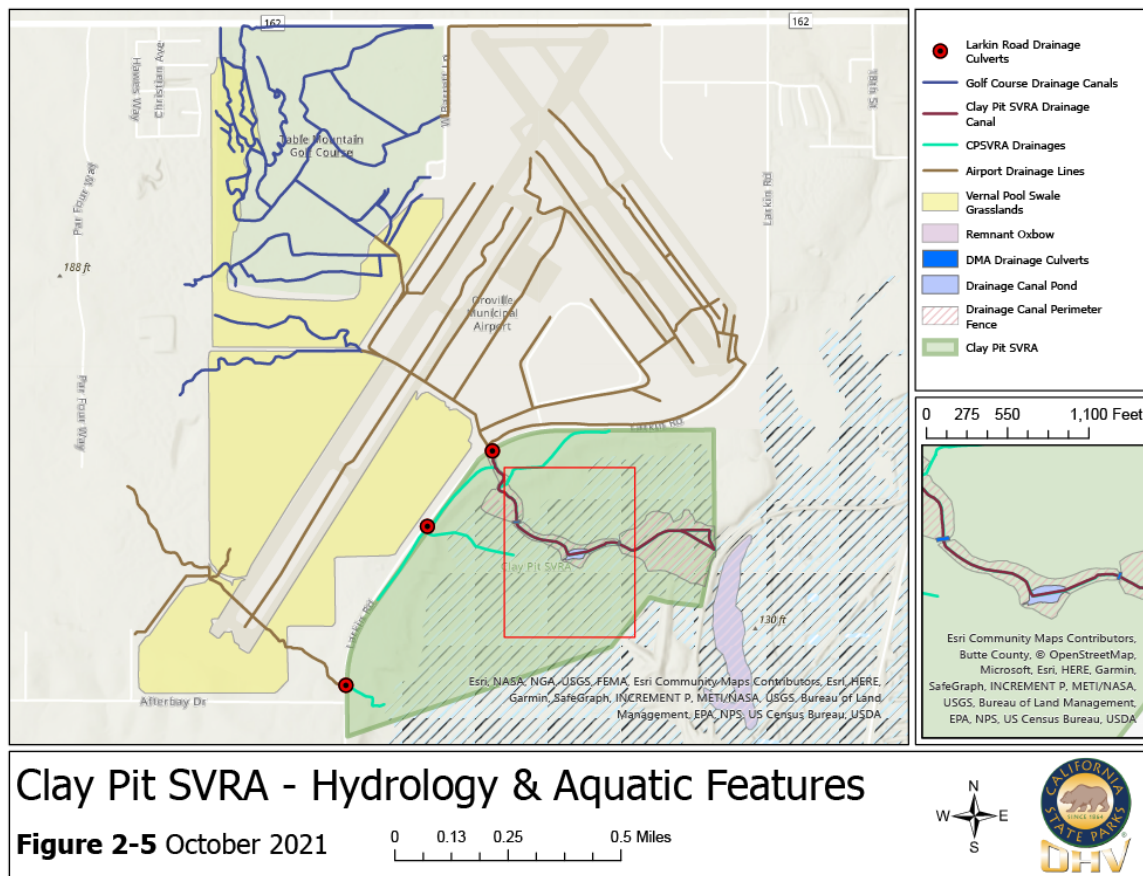 162
162
Hawes Way
Christian Ave
18th St
Table Mountain
Golf Course
Larkin Rd
Par Four Way
188 ft
Oroville
Municipal
Airport
Par Four Way
Larkin Rd
Clay Pit SVRA
Larkin Rd
130 ft
Afterbay Dr
Esri, NASA, NGA, USGS, FEMA, Esri Community Maps Contributors, Esri, HERE,
Garmin, SafeGraph, INCREMENT P, METI/NASA, USGS, Bureau of Land
Management, EPA, NPS, US Census Bureau, USDA
Larkin Road Drainage
Culverts
Golf Course Drainage Canals
Clay Pit SVRA Drainage
Canal
CPSVRA Drainages
Airport Drainage Lines
Vernal Pool Swale
Grasslands
Remnant Oxbow
DMA Drainage Culverts
Drainage Canal Pond
Drainage Canal Perimeter
Fence
Clay Pit SVRA
0 275 550 1,100 Feet
Esri Community Maps Contributors,
Butte County, © OpenStreetMap,
Microsoft, Esri, HERE, Garmin,
SafeGraph, INCREMENT P, METI/NASA,
USGS, Bureau of Land Management,
EPA, NPS, US Census Bureau, USDA
Clay Pit SVRA - Hydrology & Aquatic Features
Figure 2-5 October 2021
0 0.13 0.25 0.5 Miles
N
W E
S
CALIFORNIA
SINCE 1864
STATE PARKS
OHV